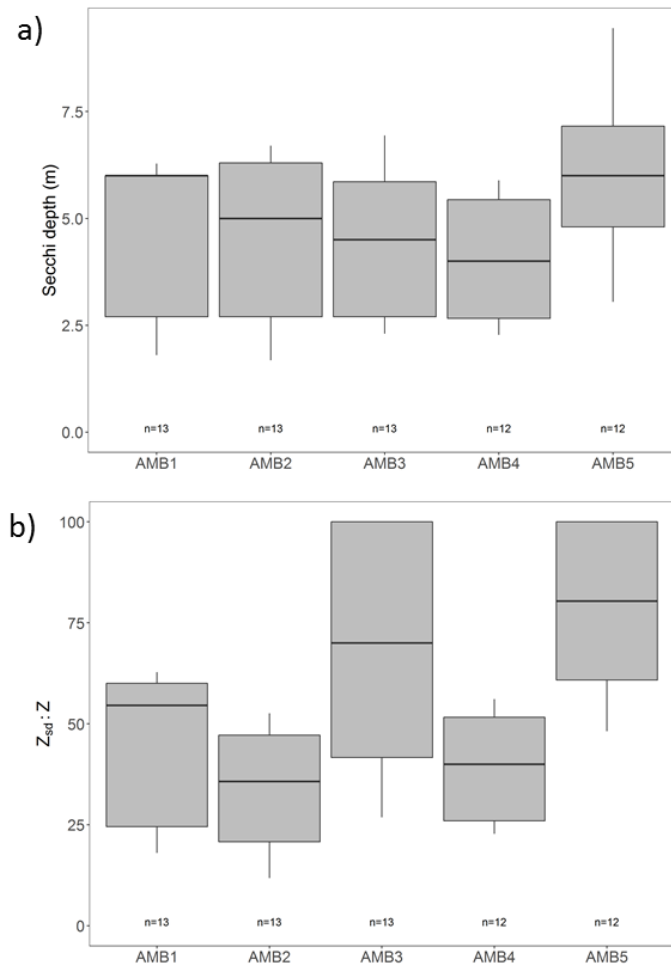 a)
Secchi depth (m)
7.5
5.0
2.5
0.0
n=13 n=13 n=13 n=12 n=12
AMB1 AMB2 AMB3 AMB4 AMB5
b)
Zsd : Z
100
75
50
25
0
n=13 n=13 n=13 n=12 n=12
AMB1 AMB2 AMB3 AMB4 AMB5